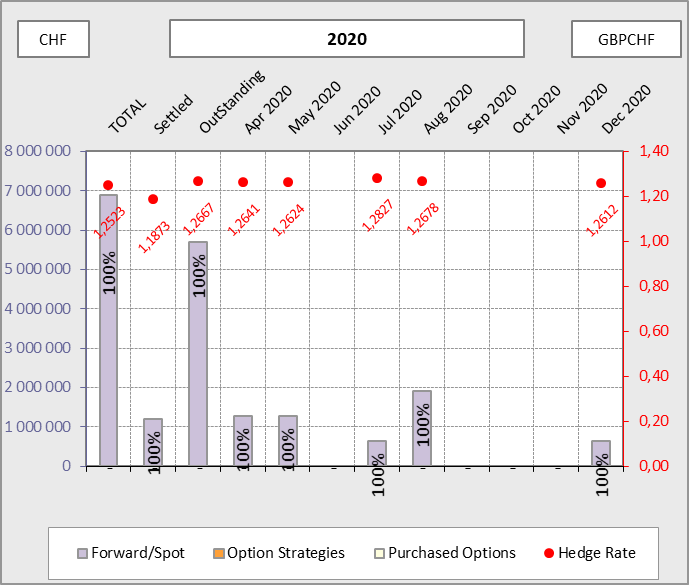 CHF
2020
GBPCHF
TOTAL
Settled
OutStanding
Apr 2020
May 2020
Jun 2020
Jul 2020
Aug 2020
Sep 2020
Oct 2020
Nov 2020
Dec 2020
8 000 000
7 000 000
6 000 000
5 000 000
4 000 000
3 000 000
2 000 000
1 000 000
0
1,40
1,20
1,00
0,80
0,60
0,40
0,20
0,00
1,2523
1,1873
1,2667
1,2641
1,2624
1,2827
1,2678
1,2612
100%
100%
100%
100%
100%
100%
100%
100%
-
-
-
-
-
-
Forward/Spot
Option Strategies
Purchased Options
Hedge Rate